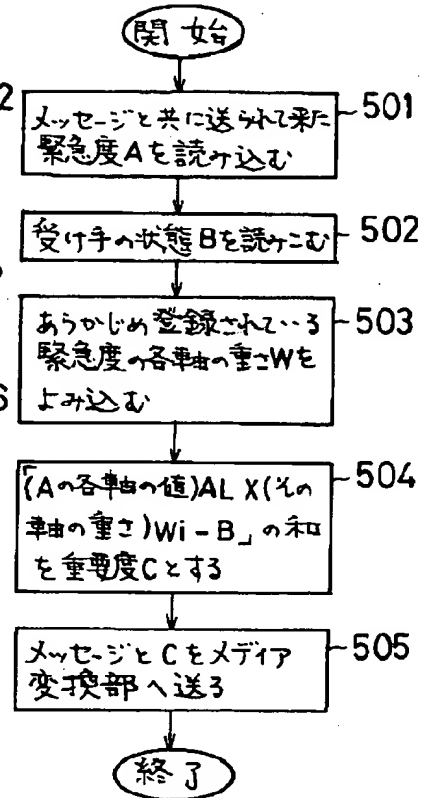 開始
メッセージと共に送られて来た
緊急度Aを読み込む
501
受け手の状態Bを読みこむ
502
あらかじめ登録されている
緊急度の各軸の重さWを
よみ込む
503
「(Aの各軸の値)AL X(その
軸の重さ)Wi-B」の和
を重要度Cとする
504
メッセージとCをメディア
変換部へ送る
505
終了